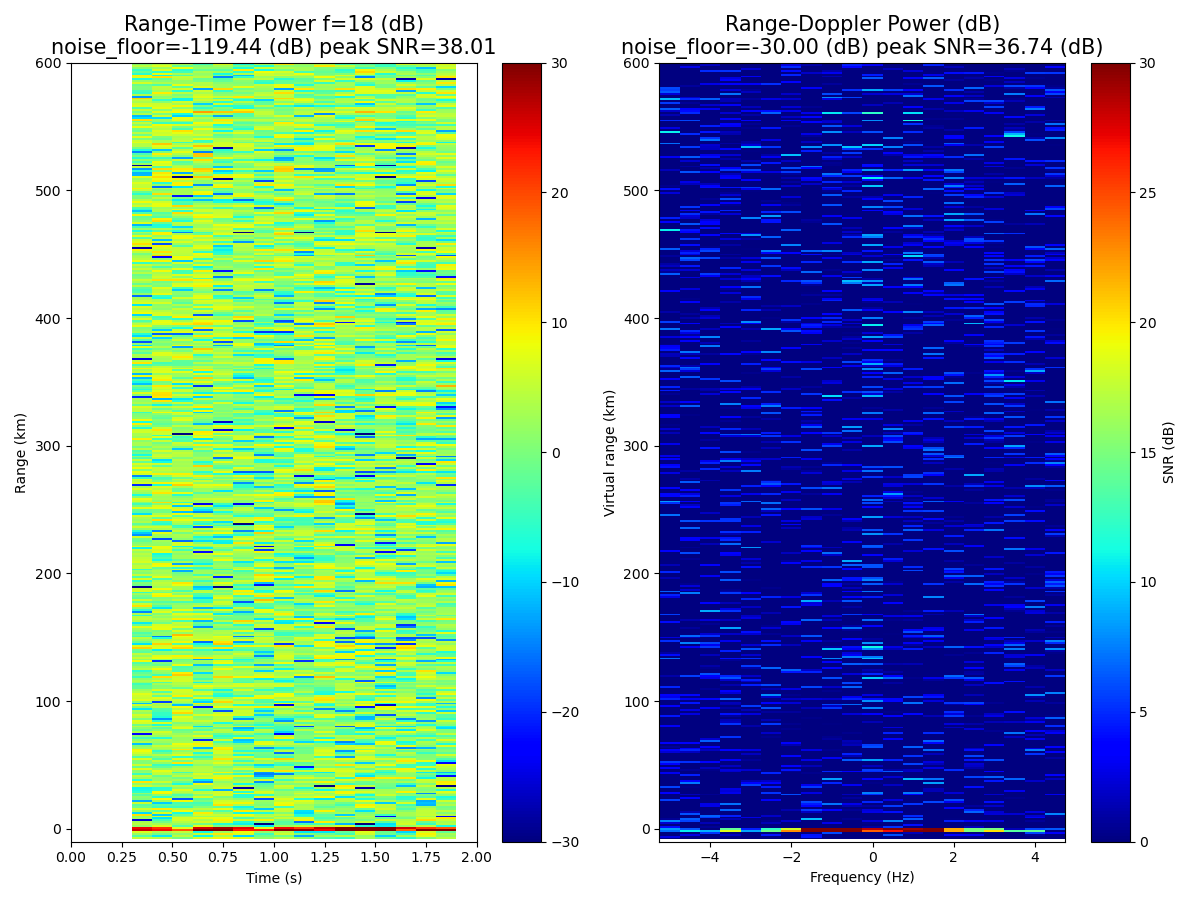 Range-Time Power f=18 (dB)
noise_floor=-119.44 (dB) peak SNR=38.01
Range-Doppler Power (dB)
noise_floor=-30.00 (dB) peak SNR=36.74 (dB)
600
500
400
300
200
100
0
Range (km)
0.00 0.25 0.50 0.75 1.00 1.25 1.50 1.75 2.00
Time (s)
30
20
10
0
−10
−20
−30
600
500
400
300
200
100
0
Virtual range (km)
−4 −2 0 2 4
Frequency (Hz)
30
25
20
15
10
5
0
SNR (dB)